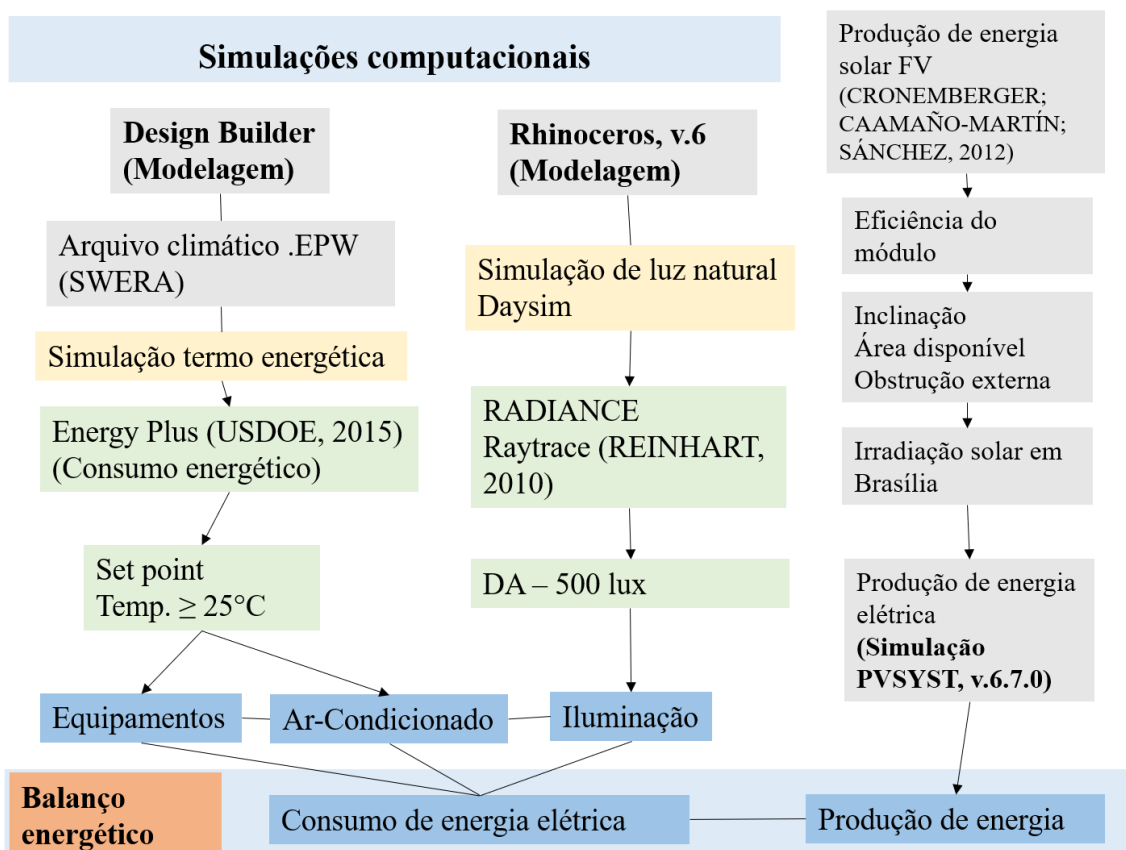 Simulações computacionais
Design Builder
(Modelagem)
Arquivo climático .EPW
(SWERA)
Simulação termo energética
Energy Plus (USDOE, 2015)
(Consumo energético)
Set point
Temp. ≥ 25°C
Rhinoceros, v.6
(Modelagem)
Simulação de luz natural
Daysim
RADIANCE
Raytrace (REINHART,
2010)
DA – 500 lux
Produção de energia
solar FV
(CRONEMBERGER;
CAAMAÑO-MARTÍN;
SÁNCHEZ, 2012)
Eficiência do
módulo
Inclinação
Área disponível
Obstrução externa
Irradiação solar em
Brasília
Produção de energia
elétrica
(Simulação
PVSYST, v.6.7.0)
Equipamentos
Ar-Condicionado
Iluminação
Balanço
energético
Consumo de energia elétrica
Produção de energia